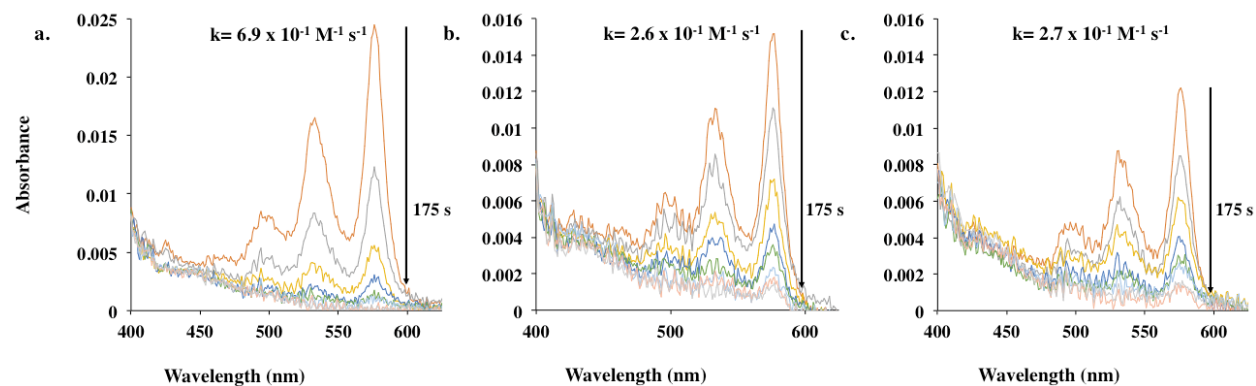 a.
k= 6.9 x 10⁻¹ M⁻¹ s⁻¹
0.025
0.02
0.015
0.01
0.005
0
Absorbance
175 s
400 450 500 550 600
Wavelength (nm)
b.
k= 2.6 x 10⁻¹ M⁻¹ s⁻¹
0.016
0.014
0.012
0.01
0.008
0.006
0.004
0.002
0
175 s
400 500 600
Wavelength (nm)
c.
k= 2.7 x 10⁻¹ M⁻¹ s⁻¹
0.016
0.014
0.012
0.01
0.008
0.006
0.004
0.002
0
175 s
400 450 500 550 600
Wavelength (nm)